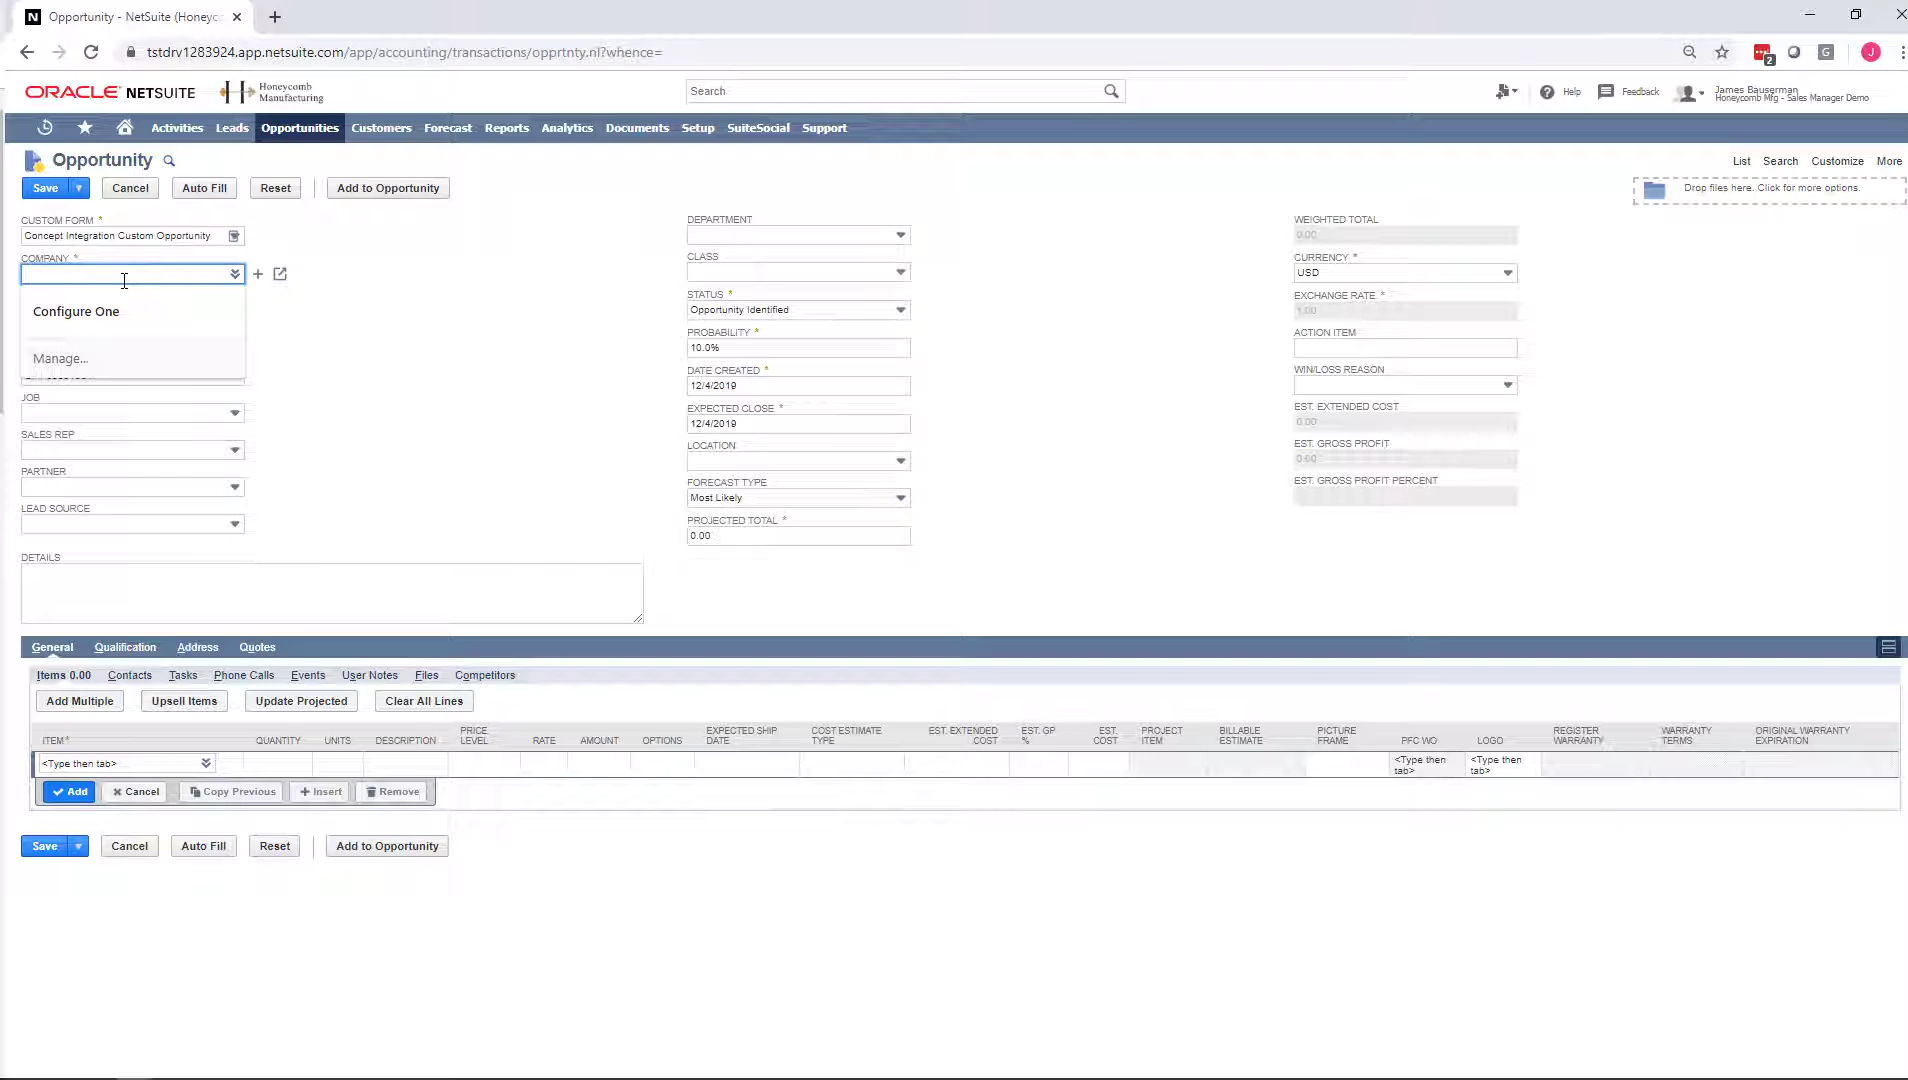 Opportunity - NetSuite (Honeyco
tstdrv1283924.app.netsuite.com/app/accounting/transactions/opprtnty.nl?whence=
2
G
J
ORACLE NETSUITE
Honeycomb
Manufacturing
Search
Help
Feedback
James Bauserman
Honeycomb Mfg - Sales Manager Demo
Activities Leads Opportunities Customers Forecast Reports Analytics Documents Setup SuiteSocial Support
Opportunity
List Search Customize More
Save Cancel Auto Fill Reset Add to Opportunity
Drop files here. Click for more options.
CUSTOM FORM *
Concept Integration Custom Opportunity
COMPANY *
Configure One
Manage...
JOB
SALES REP
PARTNER
LEAD SOURCE
DETAILS
DEPARTMENT
CLASS
STATUS *
Opportunity Identified
PROBABILITY *
10.0%
DATE CREATED *
12/4/2019
EXPECTED CLOSE *
12/4/2019
LOCATION
FORECAST TYPE
Most Likely
PROJECTED TOTAL *
0.00
WEIGHTED TOTAL
0.00
CURRENCY *
USD
EXCHANGE RATE *
1.00
ACTION ITEM
WIN/LOSS REASON
EST. EXTENDED COST
0.00
EST. GROSS PROFIT
0.00
EST. GROSS PROFIT PERCENT
General Qualification Address Quotes
Items 0.00 Contacts Tasks Phone Calls Events User Notes Files Competitors
Add Multiple Upsell Items Update Projected Clear All Lines
ITEM * QUANTITY UNITS DESCRIPTION PRICE LEVEL RATE AMOUNT OPTIONS EXPECTED SHIP DATE COST ESTIMATE TYPE EST. EXTENDED COST EST. GP % EST. COST PROJECT ITEM BILLABLE ESTIMATE PICTURE FRAME PFC WO LOGO REGISTER WARRANTY WARRANTY TERMS ORIGINAL WARRANTY EXPIRATION
<Type then tab> <Type then tab> <Type then tab>
Add Cancel Copy Previous Insert Remove
Save Cancel Auto Fill Reset Add to Opportunity